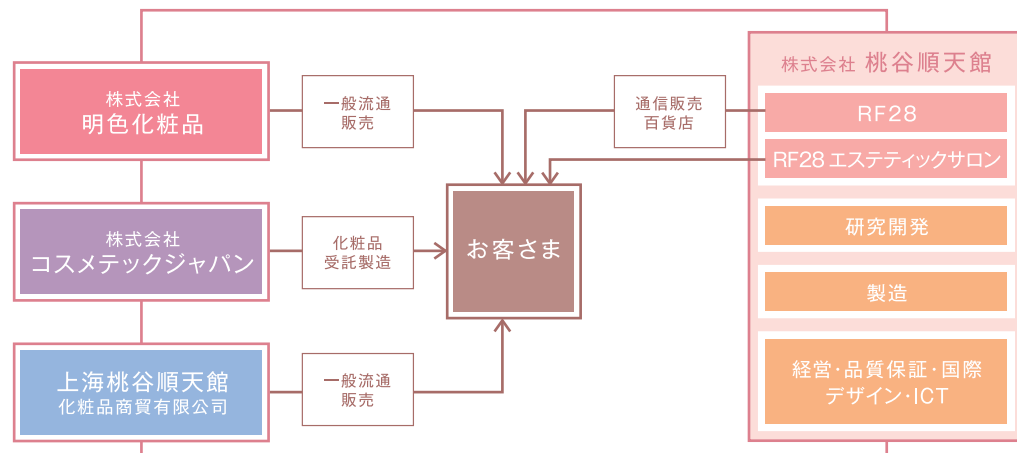 株式会社
明色化粧品
一般流通
販売
株式会社
コスメテックジャパン
化粧品
受託製造
上海桃谷順天館
化粧品商貿有限公司
一般流通
販売
お客さま
通信販売
百貨店
株式会社 桃谷順天館
RF28
RF28 エステティックサロン
研究開発
製造
経営・品質保証・国際
デザイン・ICT